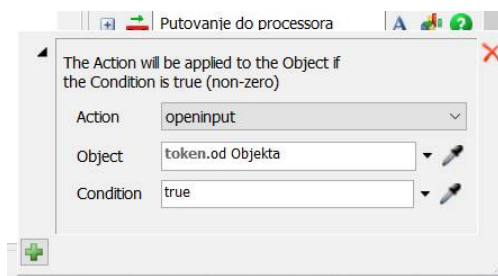 Putovanje do processora
The Action will be applied to the Object if
the Condition is true (non-zero)
Action openinput
Object token.od Objekta
Condition true